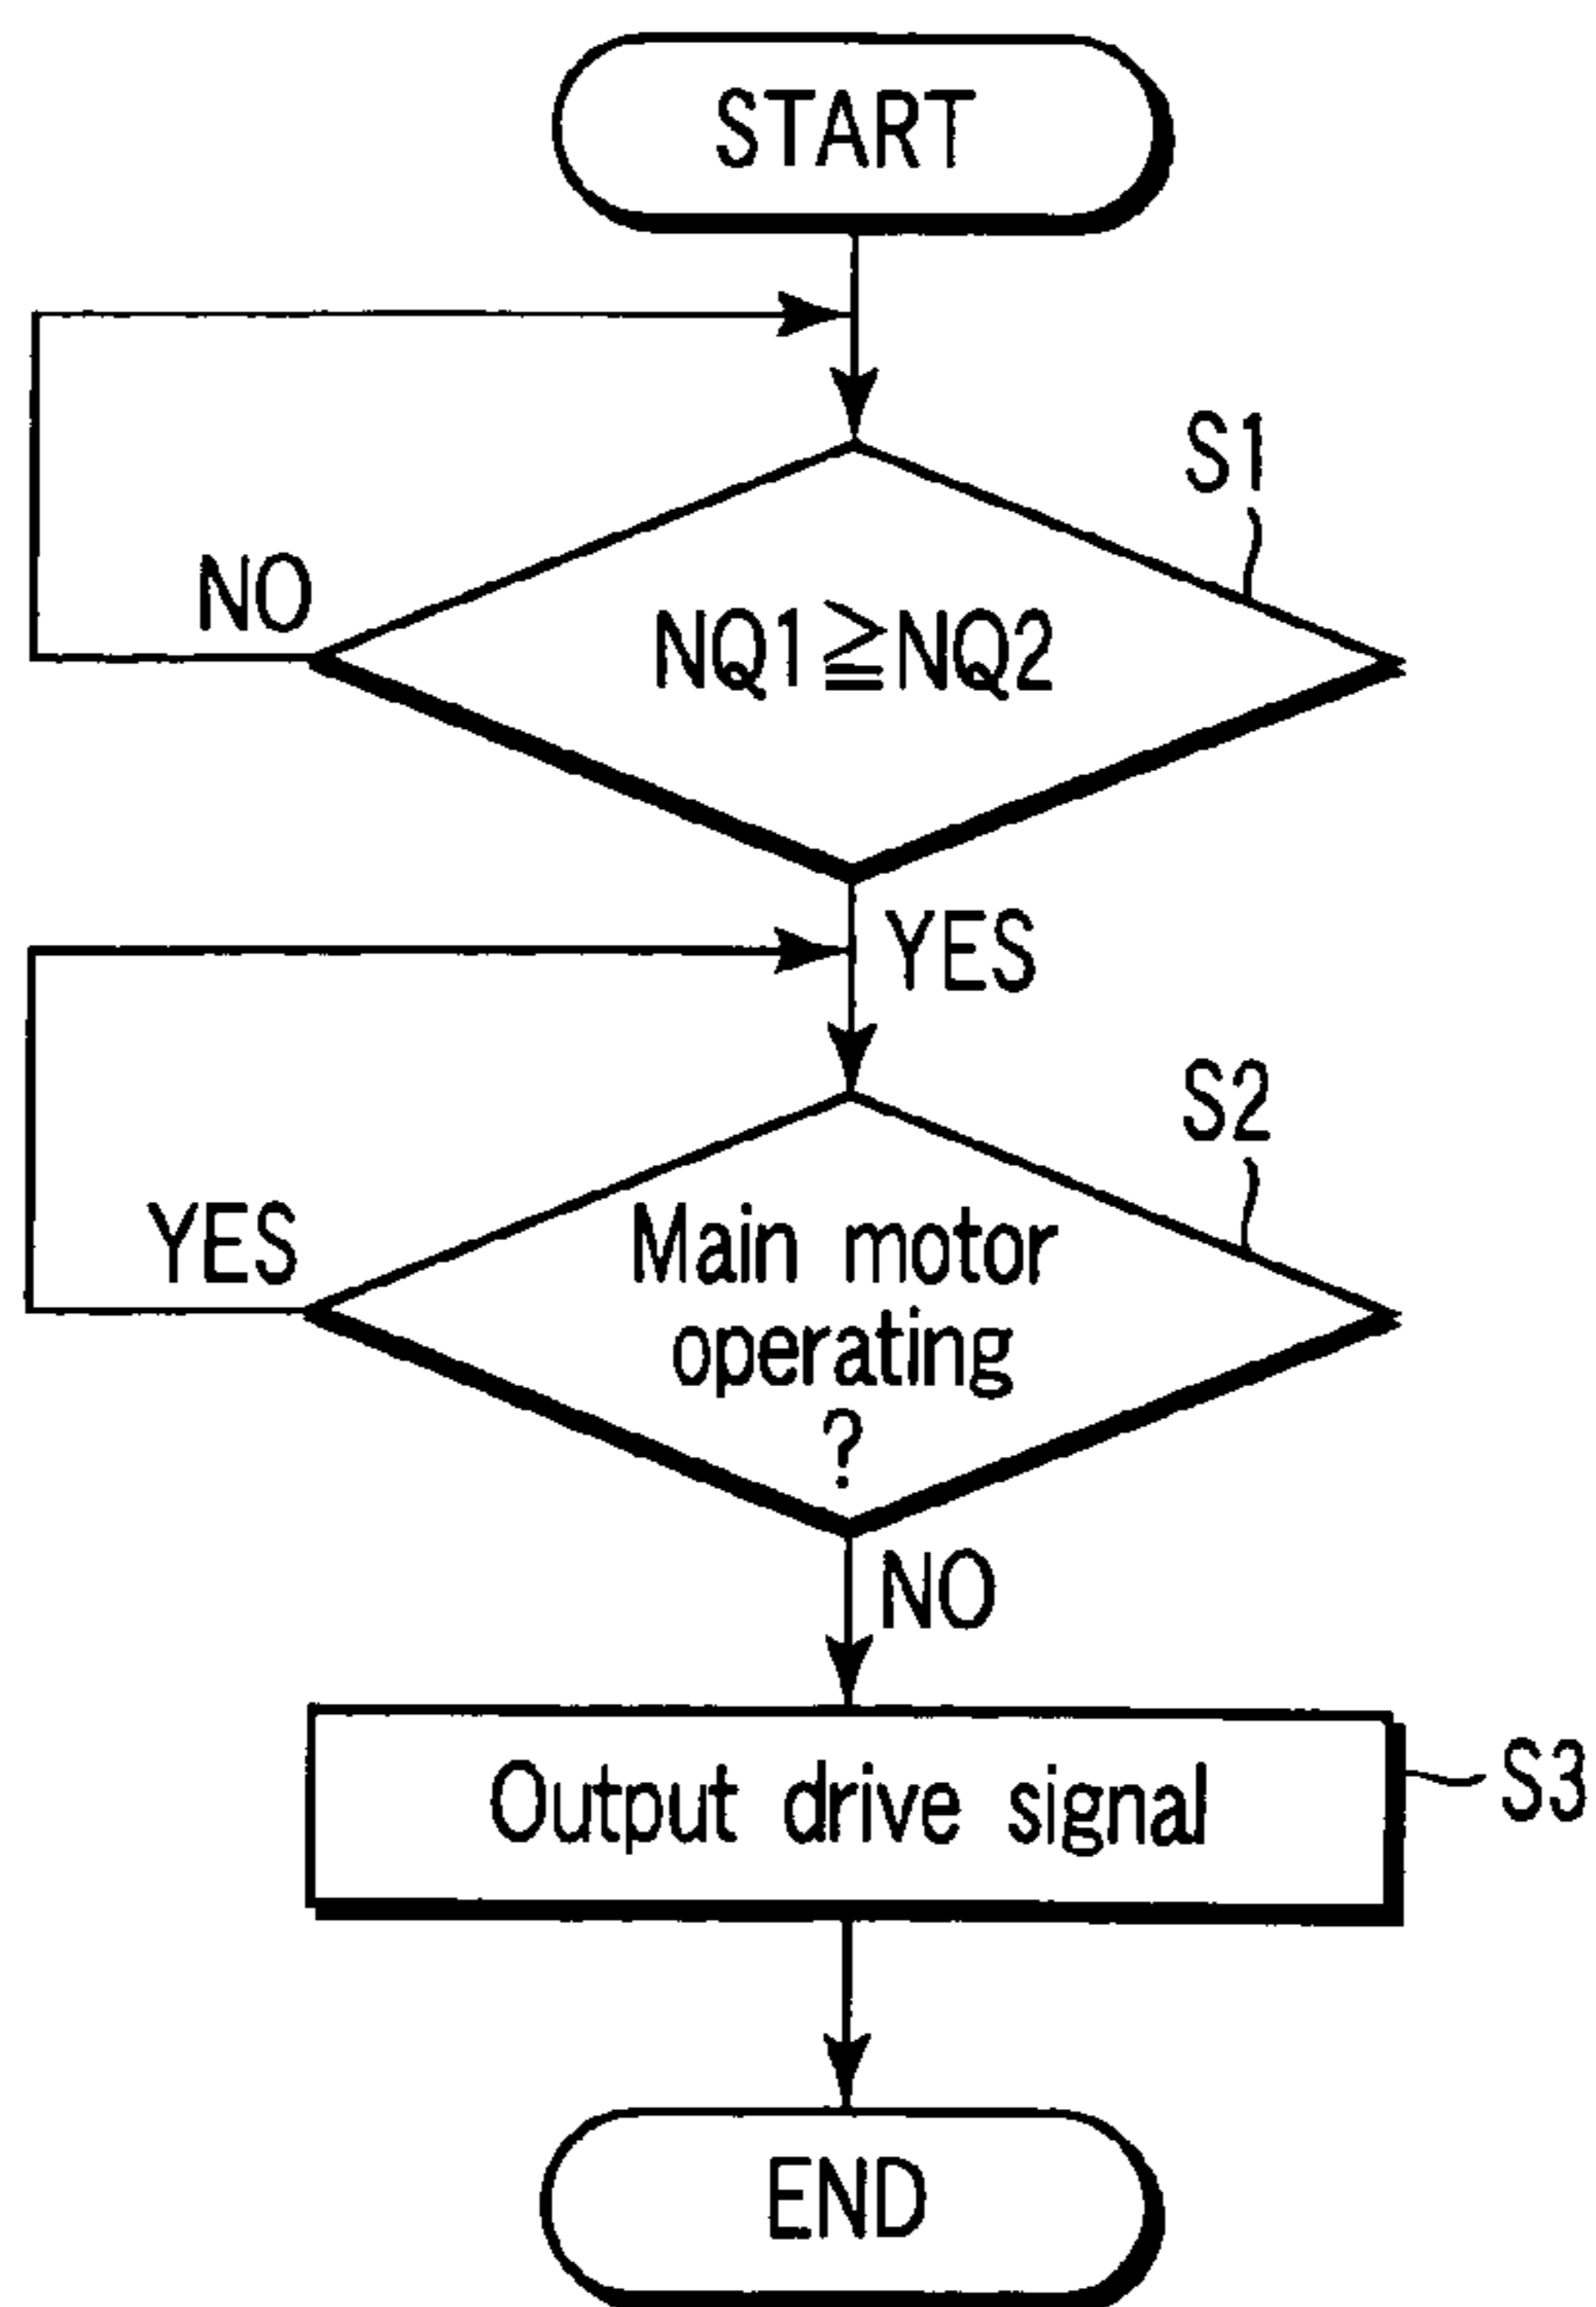 START
S1
NO
NQ1≧NQ2
YES
S2
YES
Main motor
operating
?
NO
Output drive signal
S3
END